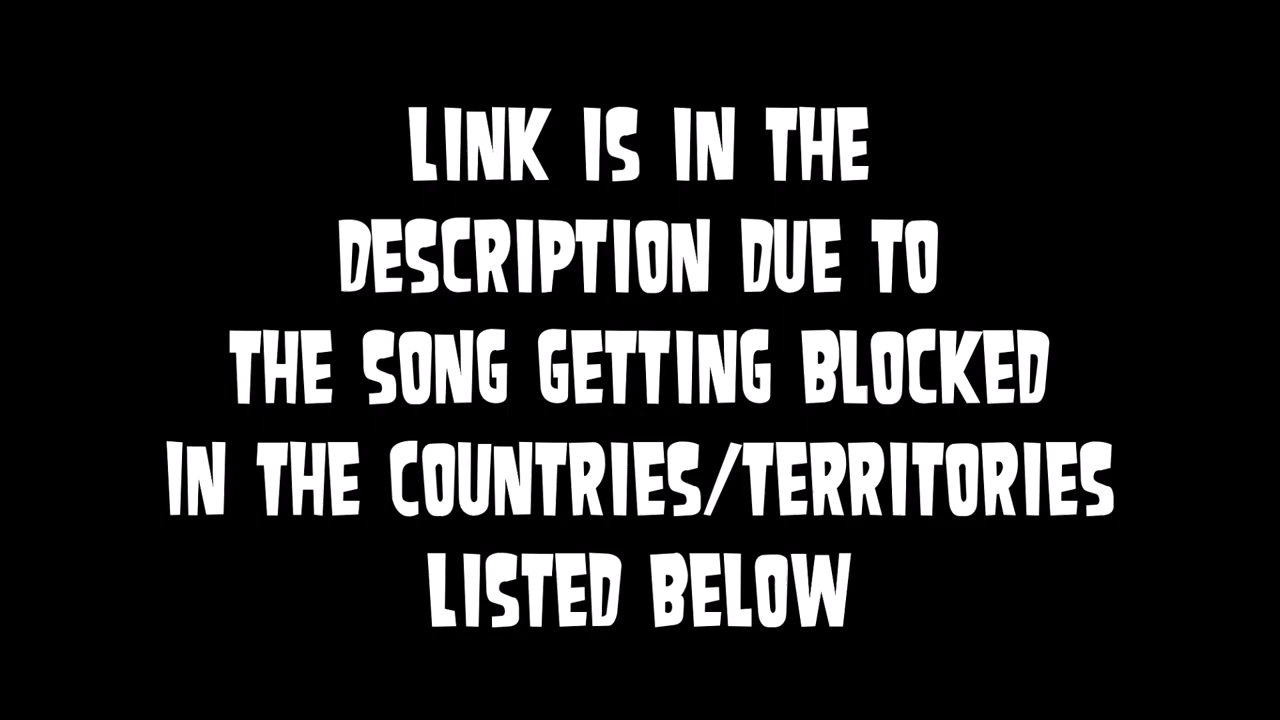 LINK IS IN THE
DESCRIPTION DUE TO
THE SONG GETTING BLOCKED
IN THE COUNTRIES/TERRITORIES
LISTED BELOW